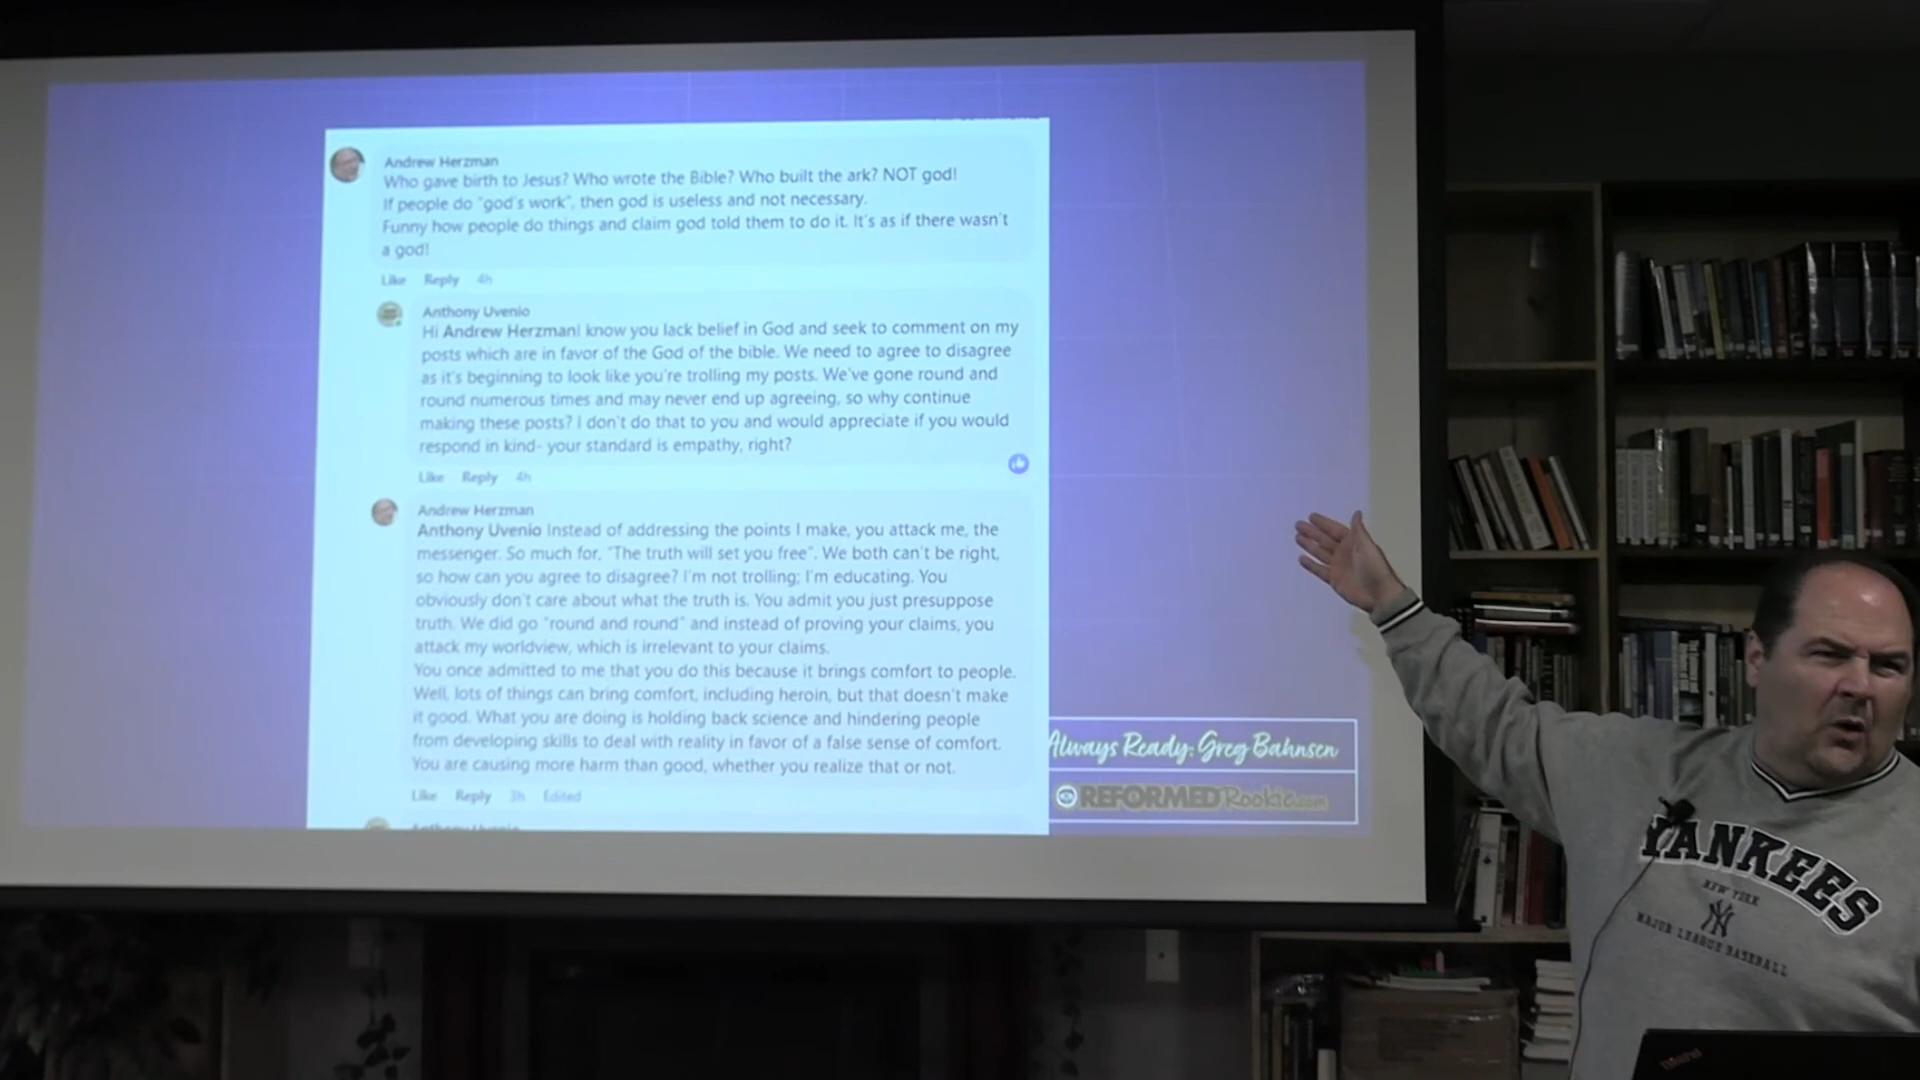 Andrew Herzman
Who gave birth to Jesus? Who wrote the Bible? Who built the ark? NOT god!
If people do "god's work", then god is useless and not necessary.
Funny how people do things and claim god told them to do it. It's as if there wasn't
a god!
Like Reply 4h
Anthony Uvenio
Hi Andrew Herzman! know you lack belief in God and seek to comment on my
posts which are in favor of the God of the bible. We need to agree to disagree
as it's beginning to look like you're trolling my posts. We've gone round and
round numerous times and may never end up agreeing, so why continue
making these posts? I don't do that to you and would appreciate if you would
respond in kind- your standard is empathy, right?
Like Reply 4h
Andrew Herzman
Anthony Uvenio Instead of addressing the points I make, you attack me, the
messenger. So much for, "The truth will set you free". We both can't be right,
so how can you agree to disagree? I'm not trolling; I'm educating. You
obviously don't care about what the truth is. You admit you just presuppose
truth. We did go "round and round" and instead of proving your claims, you
attack my worldview, which is irrelevant to your claims.
You once admitted to me that you do this because it brings comfort to people.
Well, lots of things can bring comfort, including heroin, but that doesn't make
it good. What you are doing is holding back science and hindering people
from developing skills to deal with reality in favor of a false sense of comfort.
You are causing more harm than good, whether you realize that or not.
Like Reply 3h Edited
Anthony Uvenio
Always Ready: Greg Bahnsen
REFORMEDRookie.com
YANKEES
NEW YORK
NY
MAJOR LEAGUE BASEBALL
ThinkPad